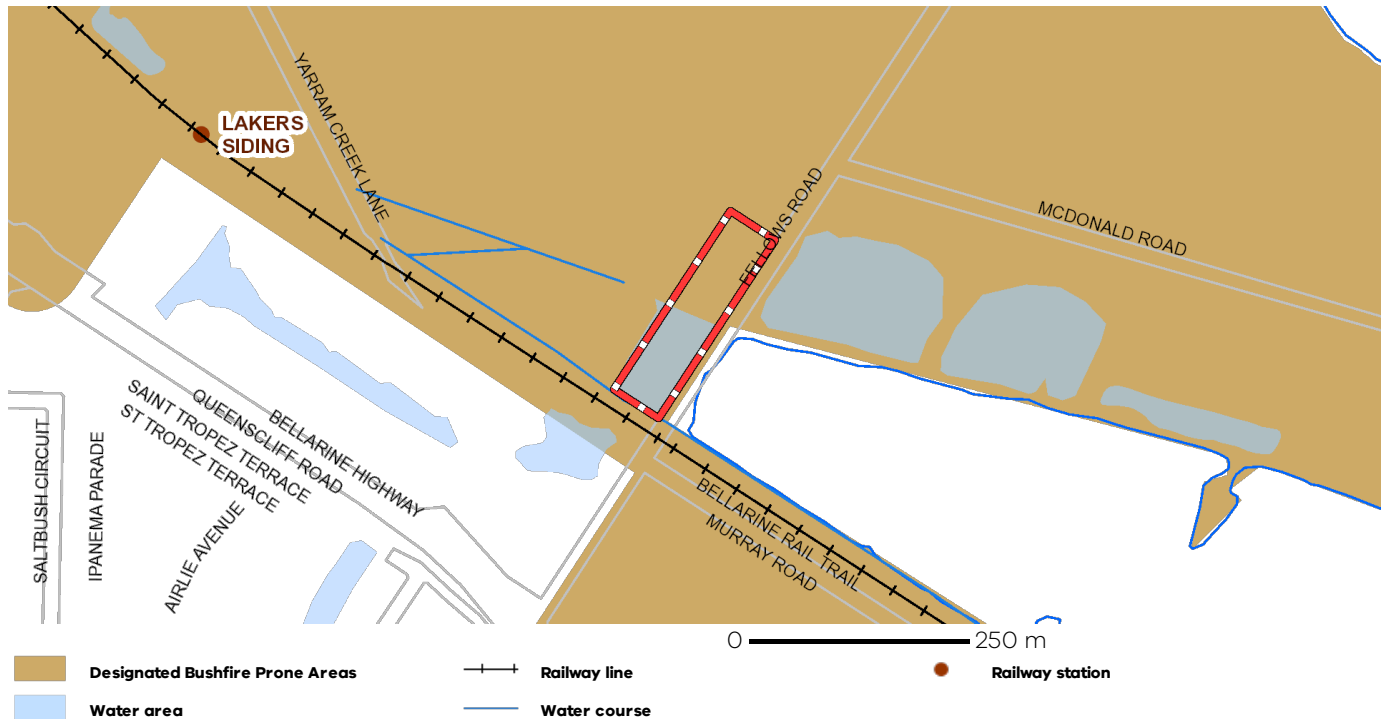 YARRAM CREEK LANE
LAKERS
SIDING
FELLOWS ROAD
MCDONALD ROAD
SALTBUSH CIRCUIT
IPANEMA PARADE
AIRLIE AVENUE
ST TROPEZ TERRACE
SAINT TROPEZ TERRACE
QUEENSCLIFF ROAD
BELLARINE HIGHWAY
BELLARINE RAIL TRAIL
MURRAY ROAD
0 250 m
Designated Bushfire Prone Areas
Railway line
Railway station
Water area
Water course